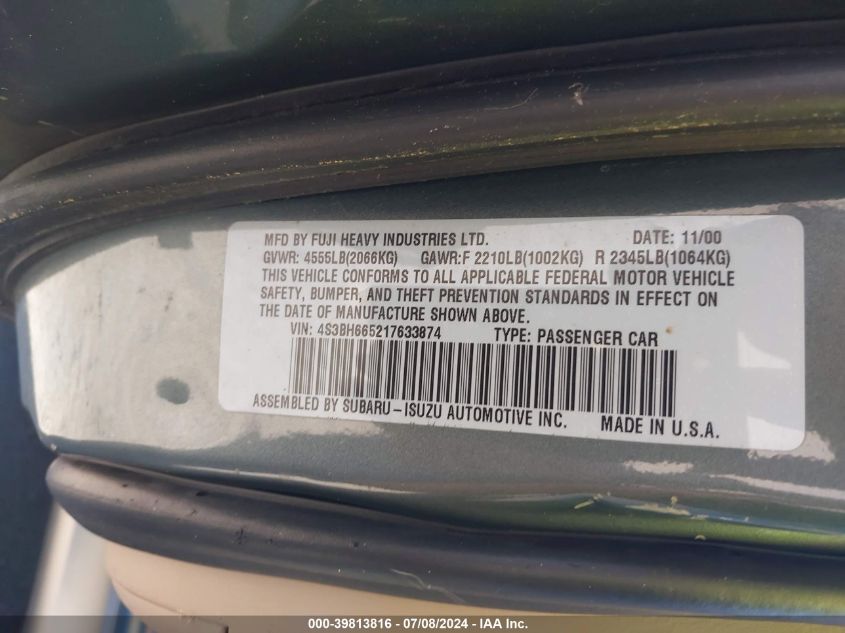 MFD BY FUJI HEAVY INDUSTRIES LTD. DATE: 11/00
GVWR: 4555LB(2066KG) GAWR:F 2210LB(1002KG) R 2345LB(1064KG)
THIS VEHICLE CONFORMS TO ALL APPLICABLE FEDERAL MOTOR VEHICLE
SAFETY, BUMPER, AND THEFT PREVENTION STANDARDS IN EFFECT ON
THE DATE OF MANUFACTURE SHOWN ABOVE.
VIN: 4S3BH665217633874 TYPE: PASSENGER CAR
ASSEMBLED BY SUBARU-ISUZU AUTOMOTIVE INC. MADE IN U.S.A.
000-39813816 - 07/08/2024 - IAA Inc.